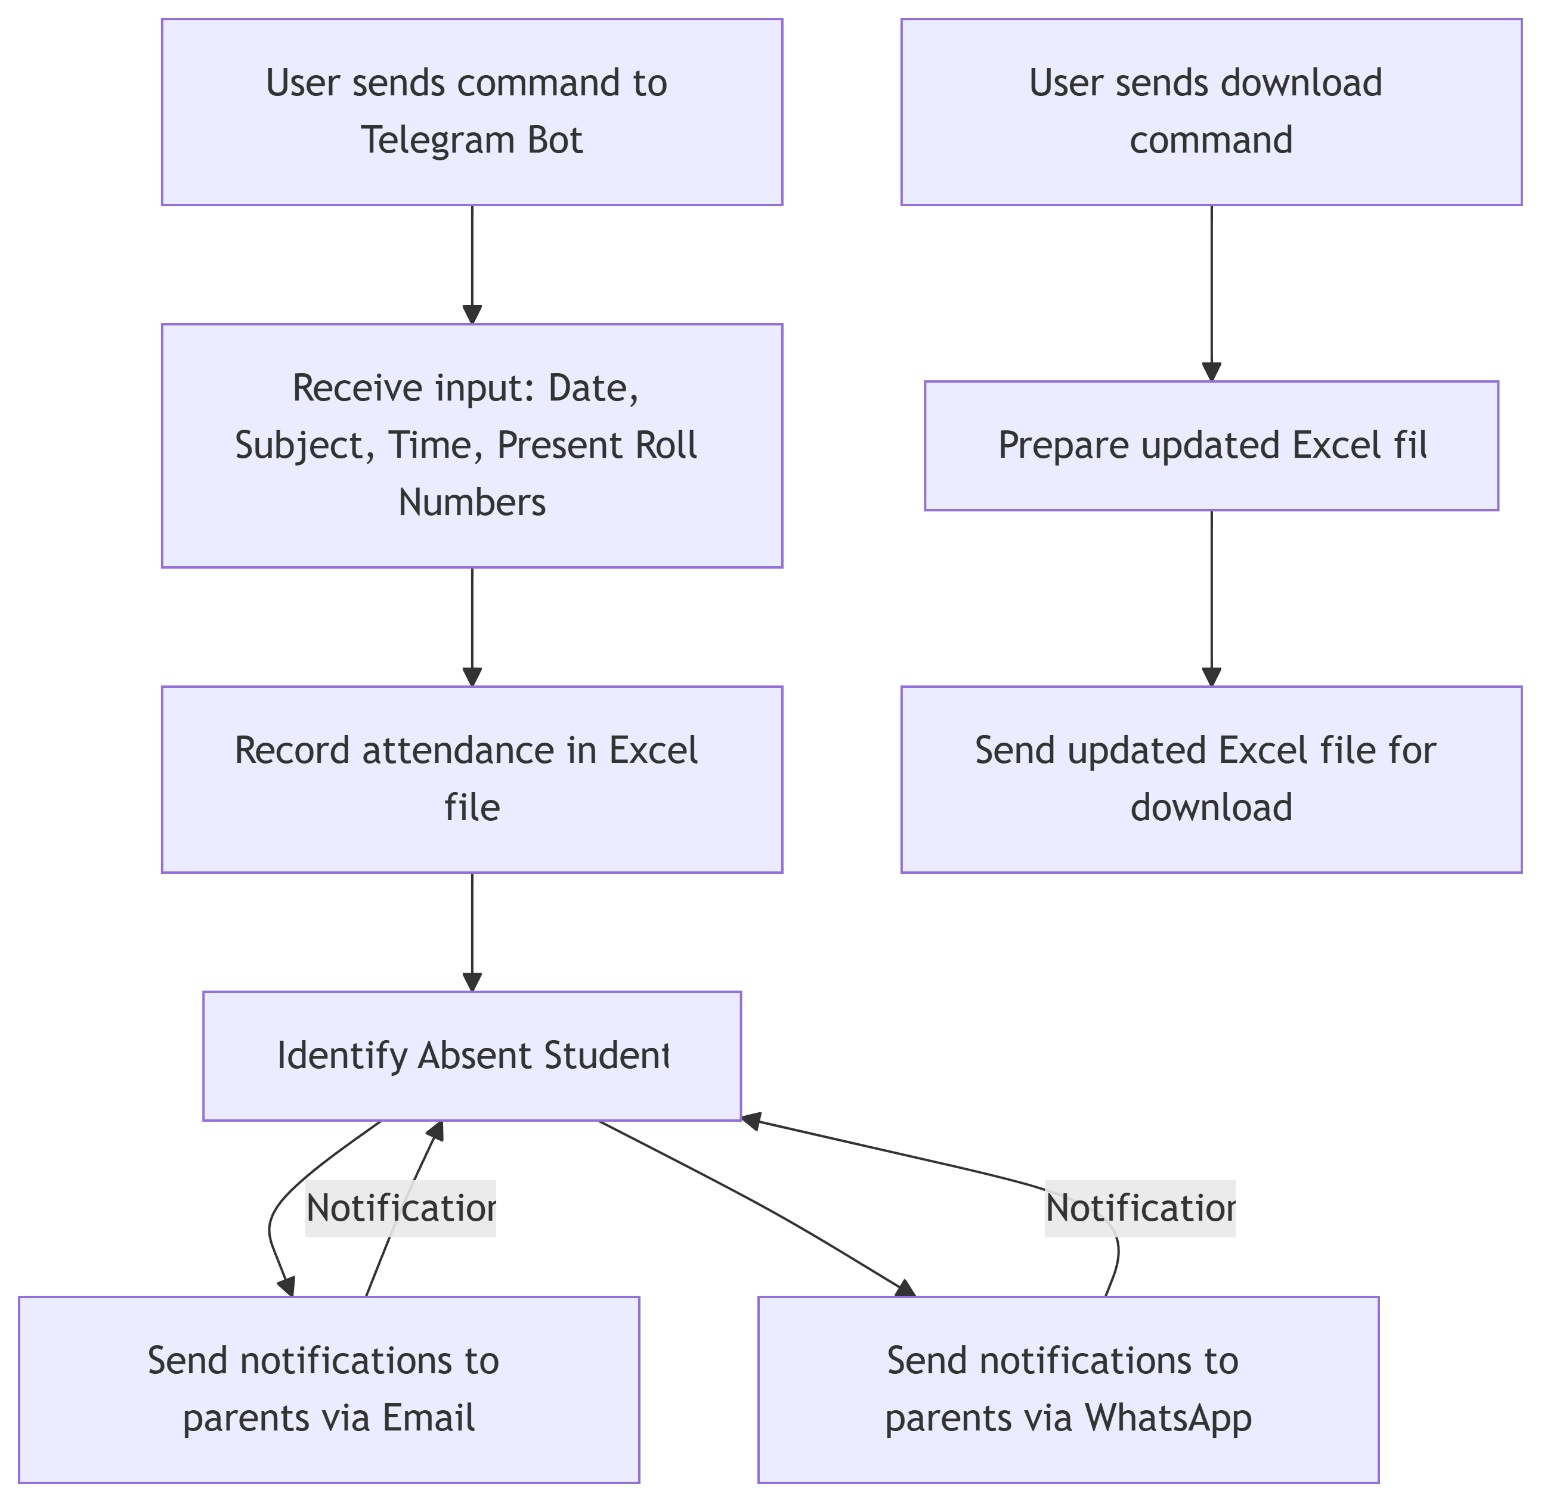 User sends command to
Telegram Bot
User sends download
command
Receive input: Date,
Subject, Time, Present Roll
Numbers
Prepare updated Excel fil
Record attendance in Excel
file
Send updated Excel file for
download
Identify Absent Student
Notification
Notification
Send notifications to
parents via Email
Send notifications to
parents via WhatsApp